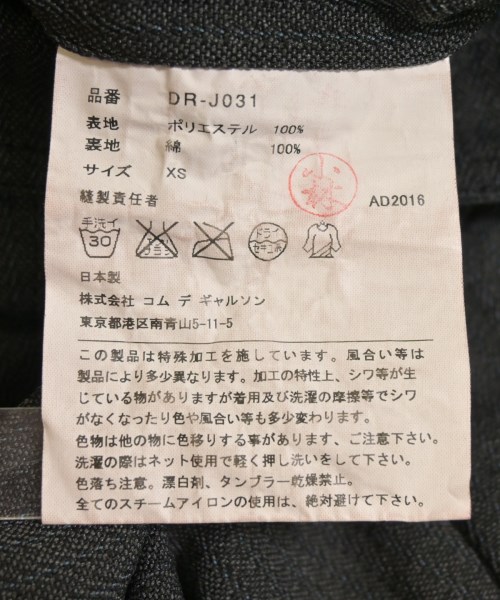 品番 DR-J031
表地 ポリエステル 100%
裏地 綿 100%
サイズ XS
縫製責任者 小林 AD2016
手洗イ
30
エンソ
サラシ
ドライ
セキユ系
日本製
株式会社 コム デ ギャルソン
東京都港区南青山5-11-5
この製品は特殊加工を施しています。風合い等は
製品により多少異なります。加工の特性上、シワ等が生
じている物がありますが着用及び洗濯の摩擦等でシワ
がなくなったり色や風合い等も多少変わります。
色物は他の物に色移りする事があります、ご注意下さい。
洗濯の際はネット使用で軽く押し洗いをして下さい。
色落ち注意。漂白剤、タンブラー乾燥禁止。
全てのスチームアイロンの使用は、絶対避けて下さい。